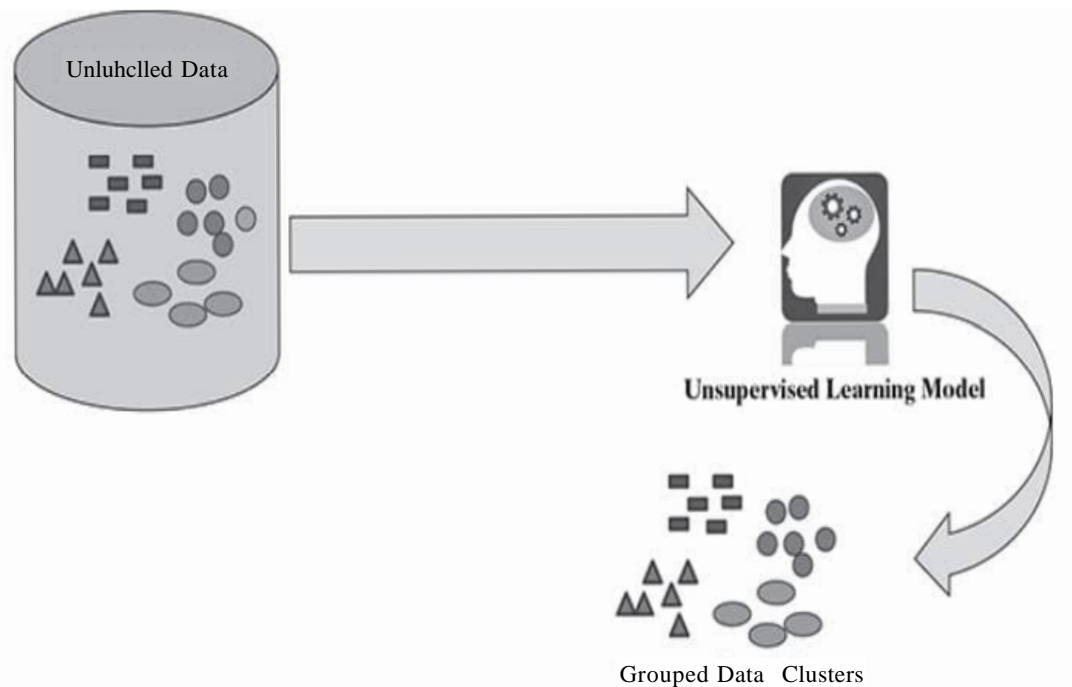 Unluhclled Data
Unsupervised Learning Model
Grouped Data Clusters